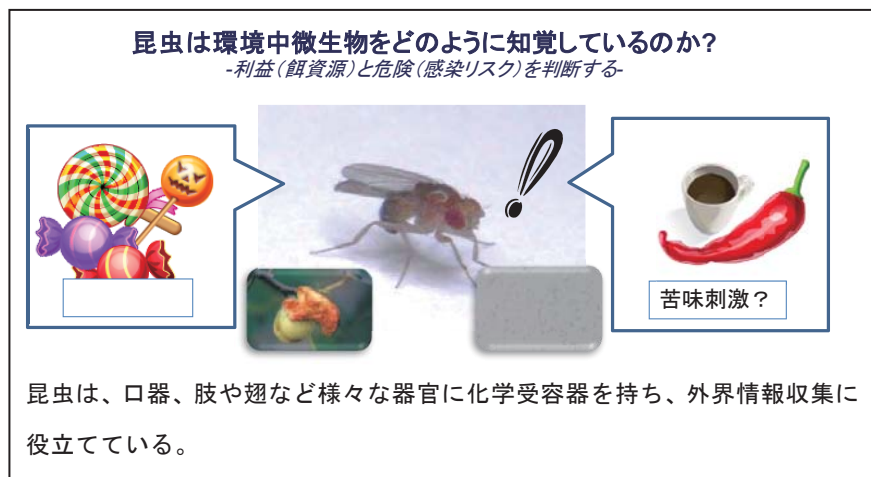 昆虫は環境中微生物をどのように知覚しているのか?
-利益(餌資源)と危険(感染リスク)を判断する-
苦味刺激?
昆虫は、口器、肢や翅など様々な器官に化学受容器を持ち、外界情報収集に
役立てている。